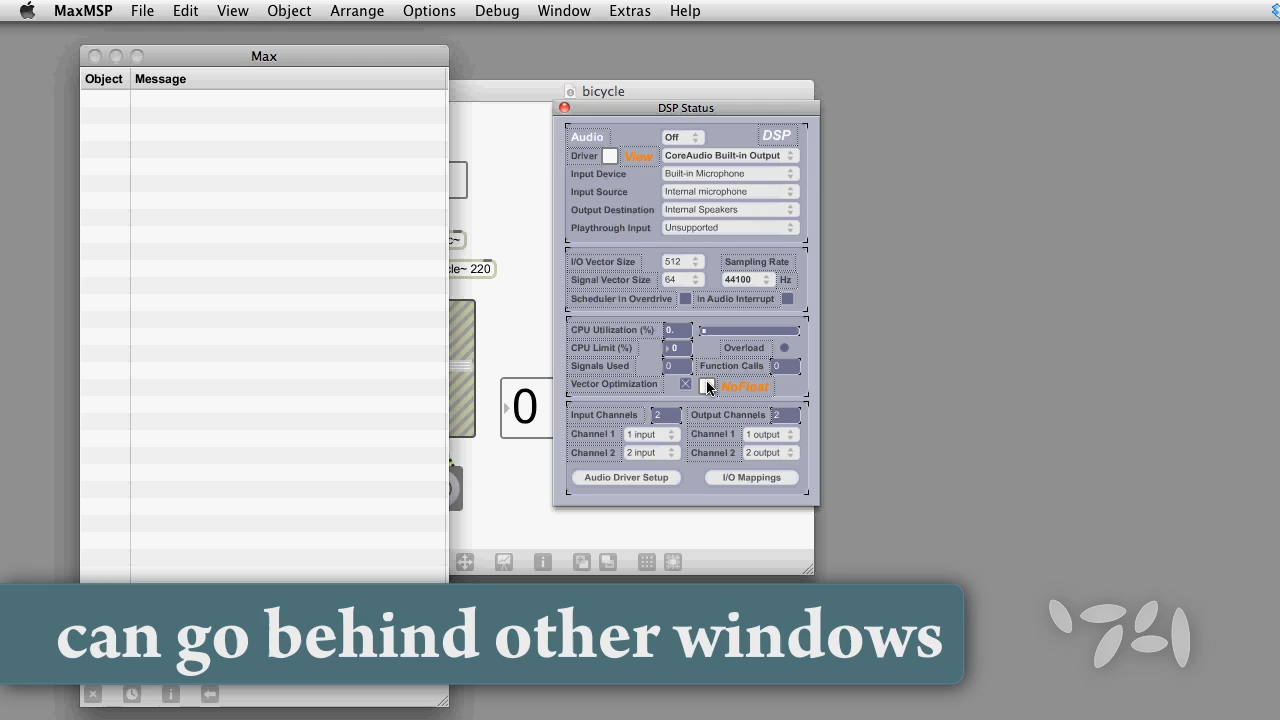 MaxMSP File Edit View Object Arrange Options Debug Window Extras Help
Max
Object Message
bicycle
DSP Status
Audio Off DSP
Driver View CoreAudio Built-in Output
Input Device Built-in Microphone
Input Source Internal microphone
Output Destination Internal Speakers
Playthrough Input Unsupported
I/O Vector Size 512 Sampling Rate
Signal Vector Size 64 44100 Hz
Scheduler in Overdrive in Audio Interrupt
CPU Utilization (%) 0.
CPU Limit (%) 0 Overload
Signals Used 0 Function Calls 0
Vector Optimization NoFloat
Input Channels 2 Output Channels 2
Channel 1 1 input Channel 1 1 output
Channel 2 2 input Channel 2 2 output
Audio Driver Setup I/O Mappings
cle~ 220
0
can go behind other windows